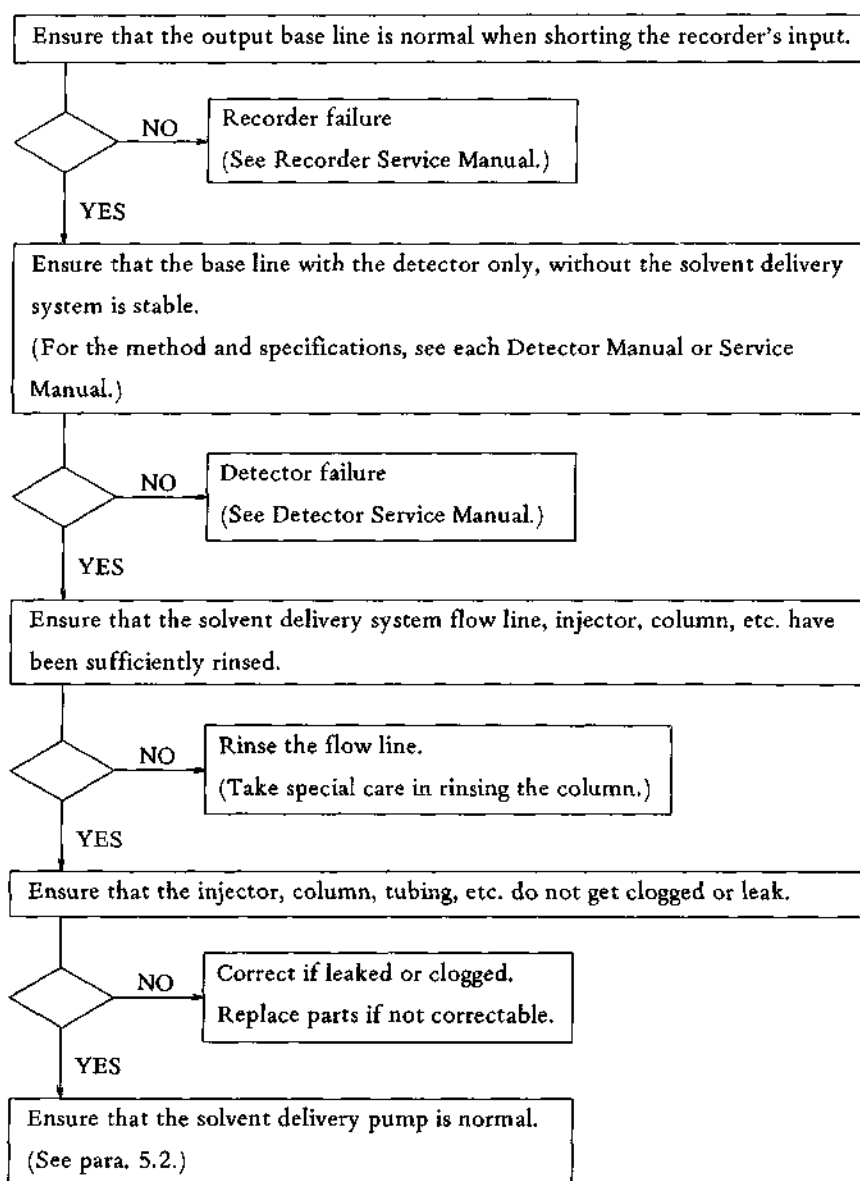 Ensure that the output base line is normal when shorting the recorder's input.
NO
Recorder failure
(See Recorder Service Manual.)
YES
Ensure that the base line with the detector only, without the solvent delivery
system is stable.
(For the method and specifications, see each Detector Manual or Service
Manual.)
NO
Detector failure
(See Detector Service Manual.)
YES
Ensure that the solvent delivery system flow line, injector, column, etc. have
been sufficiently rinsed.
NO
Rinse the flow line.
(Take special care in rinsing the column.)
YES
Ensure that the injector, column, tubing, etc. do not get clogged or leak.
NO
Correct if leaked or clogged.
Replace parts if not correctable.
YES
Ensure that the solvent delivery pump is normal.
(See para. 5.2.)